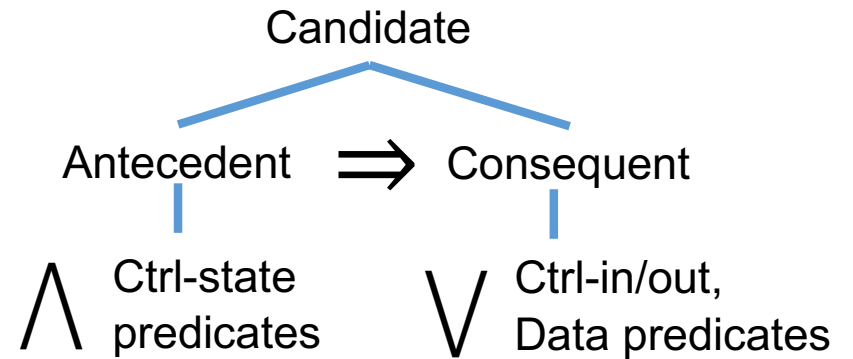 Candidate
Antecedent ⇒ Consequent
⋀ Ctrl-state
predicates
⋁ Ctrl-in/out,
Data predicates